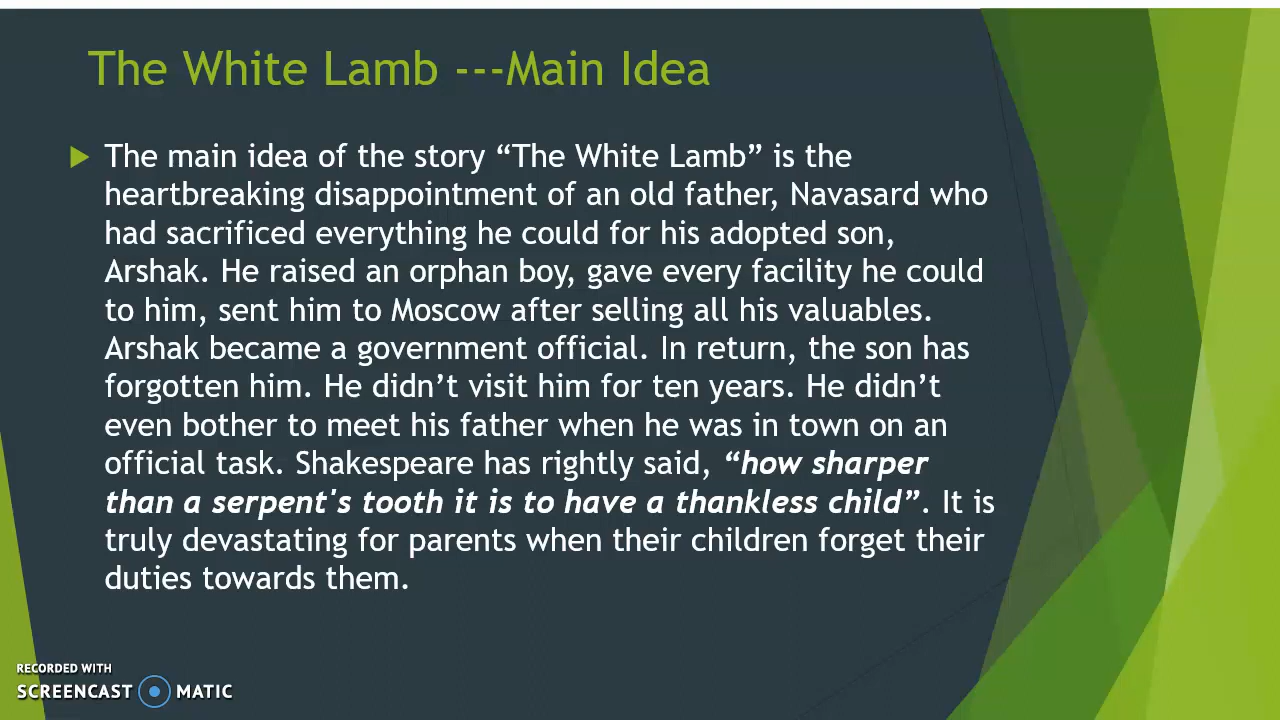 The White Lamb ---Main Idea
The main idea of the story “The White Lamb” is the
heartbreaking disappointment of an old father, Navasard who
had sacrificed everything he could for his adopted son,
Arshak. He raised an orphan boy, gave every facility he could
to him, sent him to Moscow after selling all his valuables.
Arshak became a government official. In return, the son has
forgotten him. He didn’t visit him for ten years. He didn’t
even bother to meet his father when he was in town on an
official task. Shakespeare has rightly said, “how sharper
than a serpent's tooth it is to have a thankless child”. It is
truly devastating for parents when their children forget their
duties towards them.
RECORDED WITH
SCREENCAST MATIC